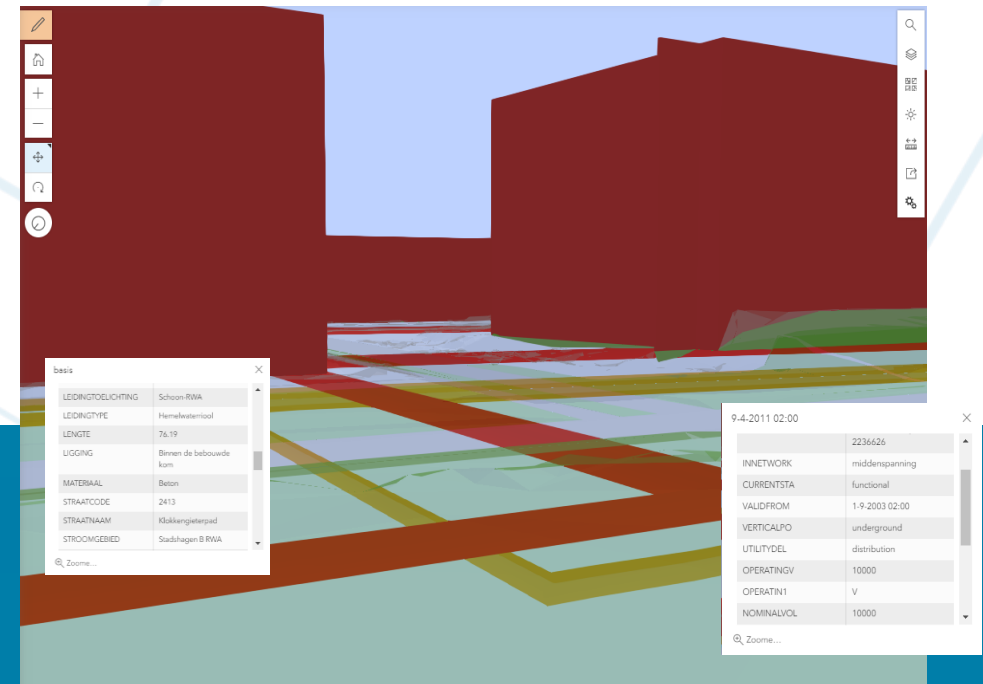 basis
LEIDINGTOELICHTING Schoon-RWA
LEIDINGTYPE Hemelwaterriool
LENGTE 76.19
LIGGING Binnen de bebouwde
kom
MATERIAAL Beton
STRAATCODE 2413
STRAATNAAM Klokkengieterpad
STROOMGEBIED Stadshagen B RWA
Zoome...
9-4-2011 02:00
2236626
INNETWORK middenspanning
CURRENTSTA functional
VALIDFROM 1-9-2003 02:00
VERTICALPO underground
UTILITYDEL distribution
OPERATINGV 10000
OPERATIN1 V
NOMINALVOL 10000
Zoome...